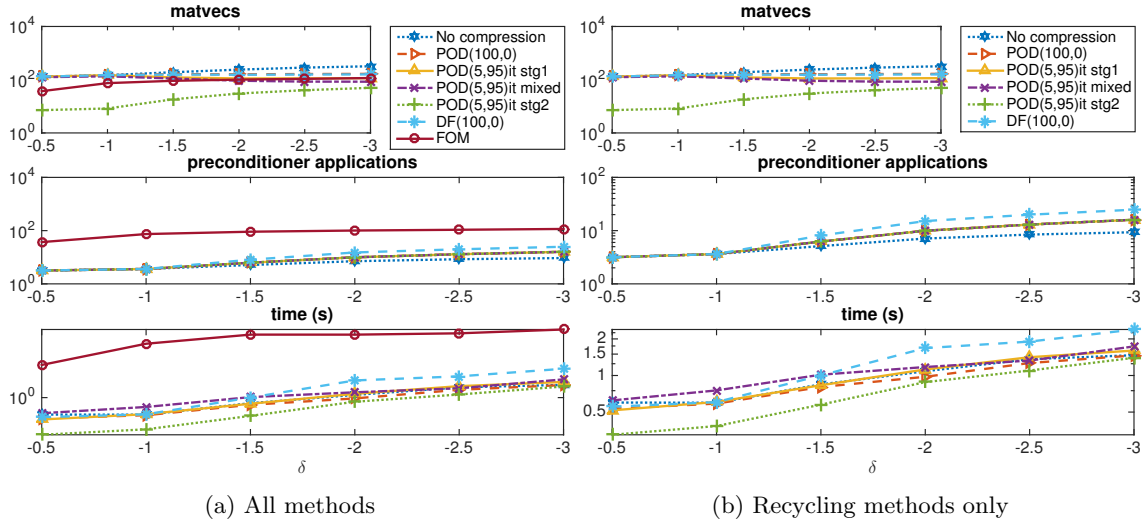 matvecs
10^4
10^2
10^0
-0.5 -1 -1.5 -2 -2.5 -3
No compression
POD(100,0)
POD(5,95)it stg1
POD(5,95)it mixed
POD(5,95)it stg2
DF(100,0)
FOM
preconditioner applications
10^4
10^2
10^0
-0.5 -1 -1.5 -2 -2.5 -3
time (s)
10^0
-0.5 -1 -1.5 -2 -2.5 -3
δ
(a) All methods
matvecs
10^4
10^2
10^0
-0.5 -1 -1.5 -2 -2.5 -3
No compression
POD(100,0)
POD(5,95)it stg1
POD(5,95)it mixed
POD(5,95)it stg2
DF(100,0)
preconditioner applications
10^2
10^1
10^0
-0.5 -1 -1.5 -2 -2.5 -3
time (s)
2
1.5
1
0.5
-0.5 -1 -1.5 -2 -2.5 -3
δ
(b) Recycling methods only